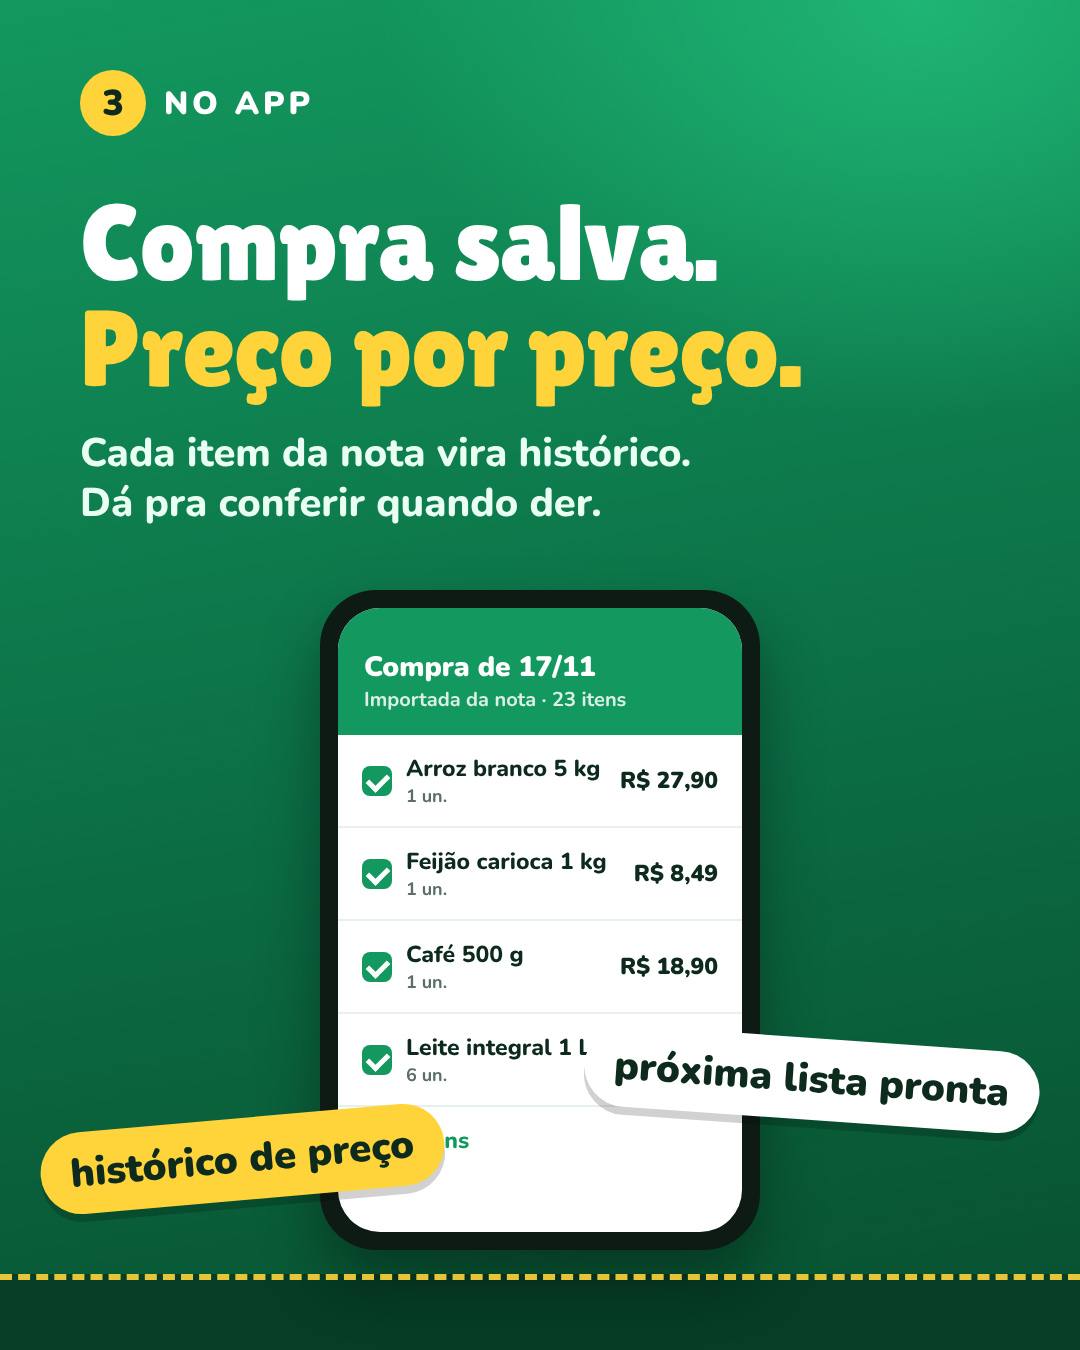 3 NO APP
Compra salva.
Preço por preço.
Cada item da nota vira histórico.
Dá pra conferir quando der.
Compra de 17/11
Importada da nota · 23 itens
Arroz branco 5 kg R$ 27,90
1 un.
Feijão carioca 1 kg R$ 8,49
1 un.
Café 500 g R$ 18,90
1 un.
Leite integral 1 L
6 un.
próxima lista pronta
histórico de preço